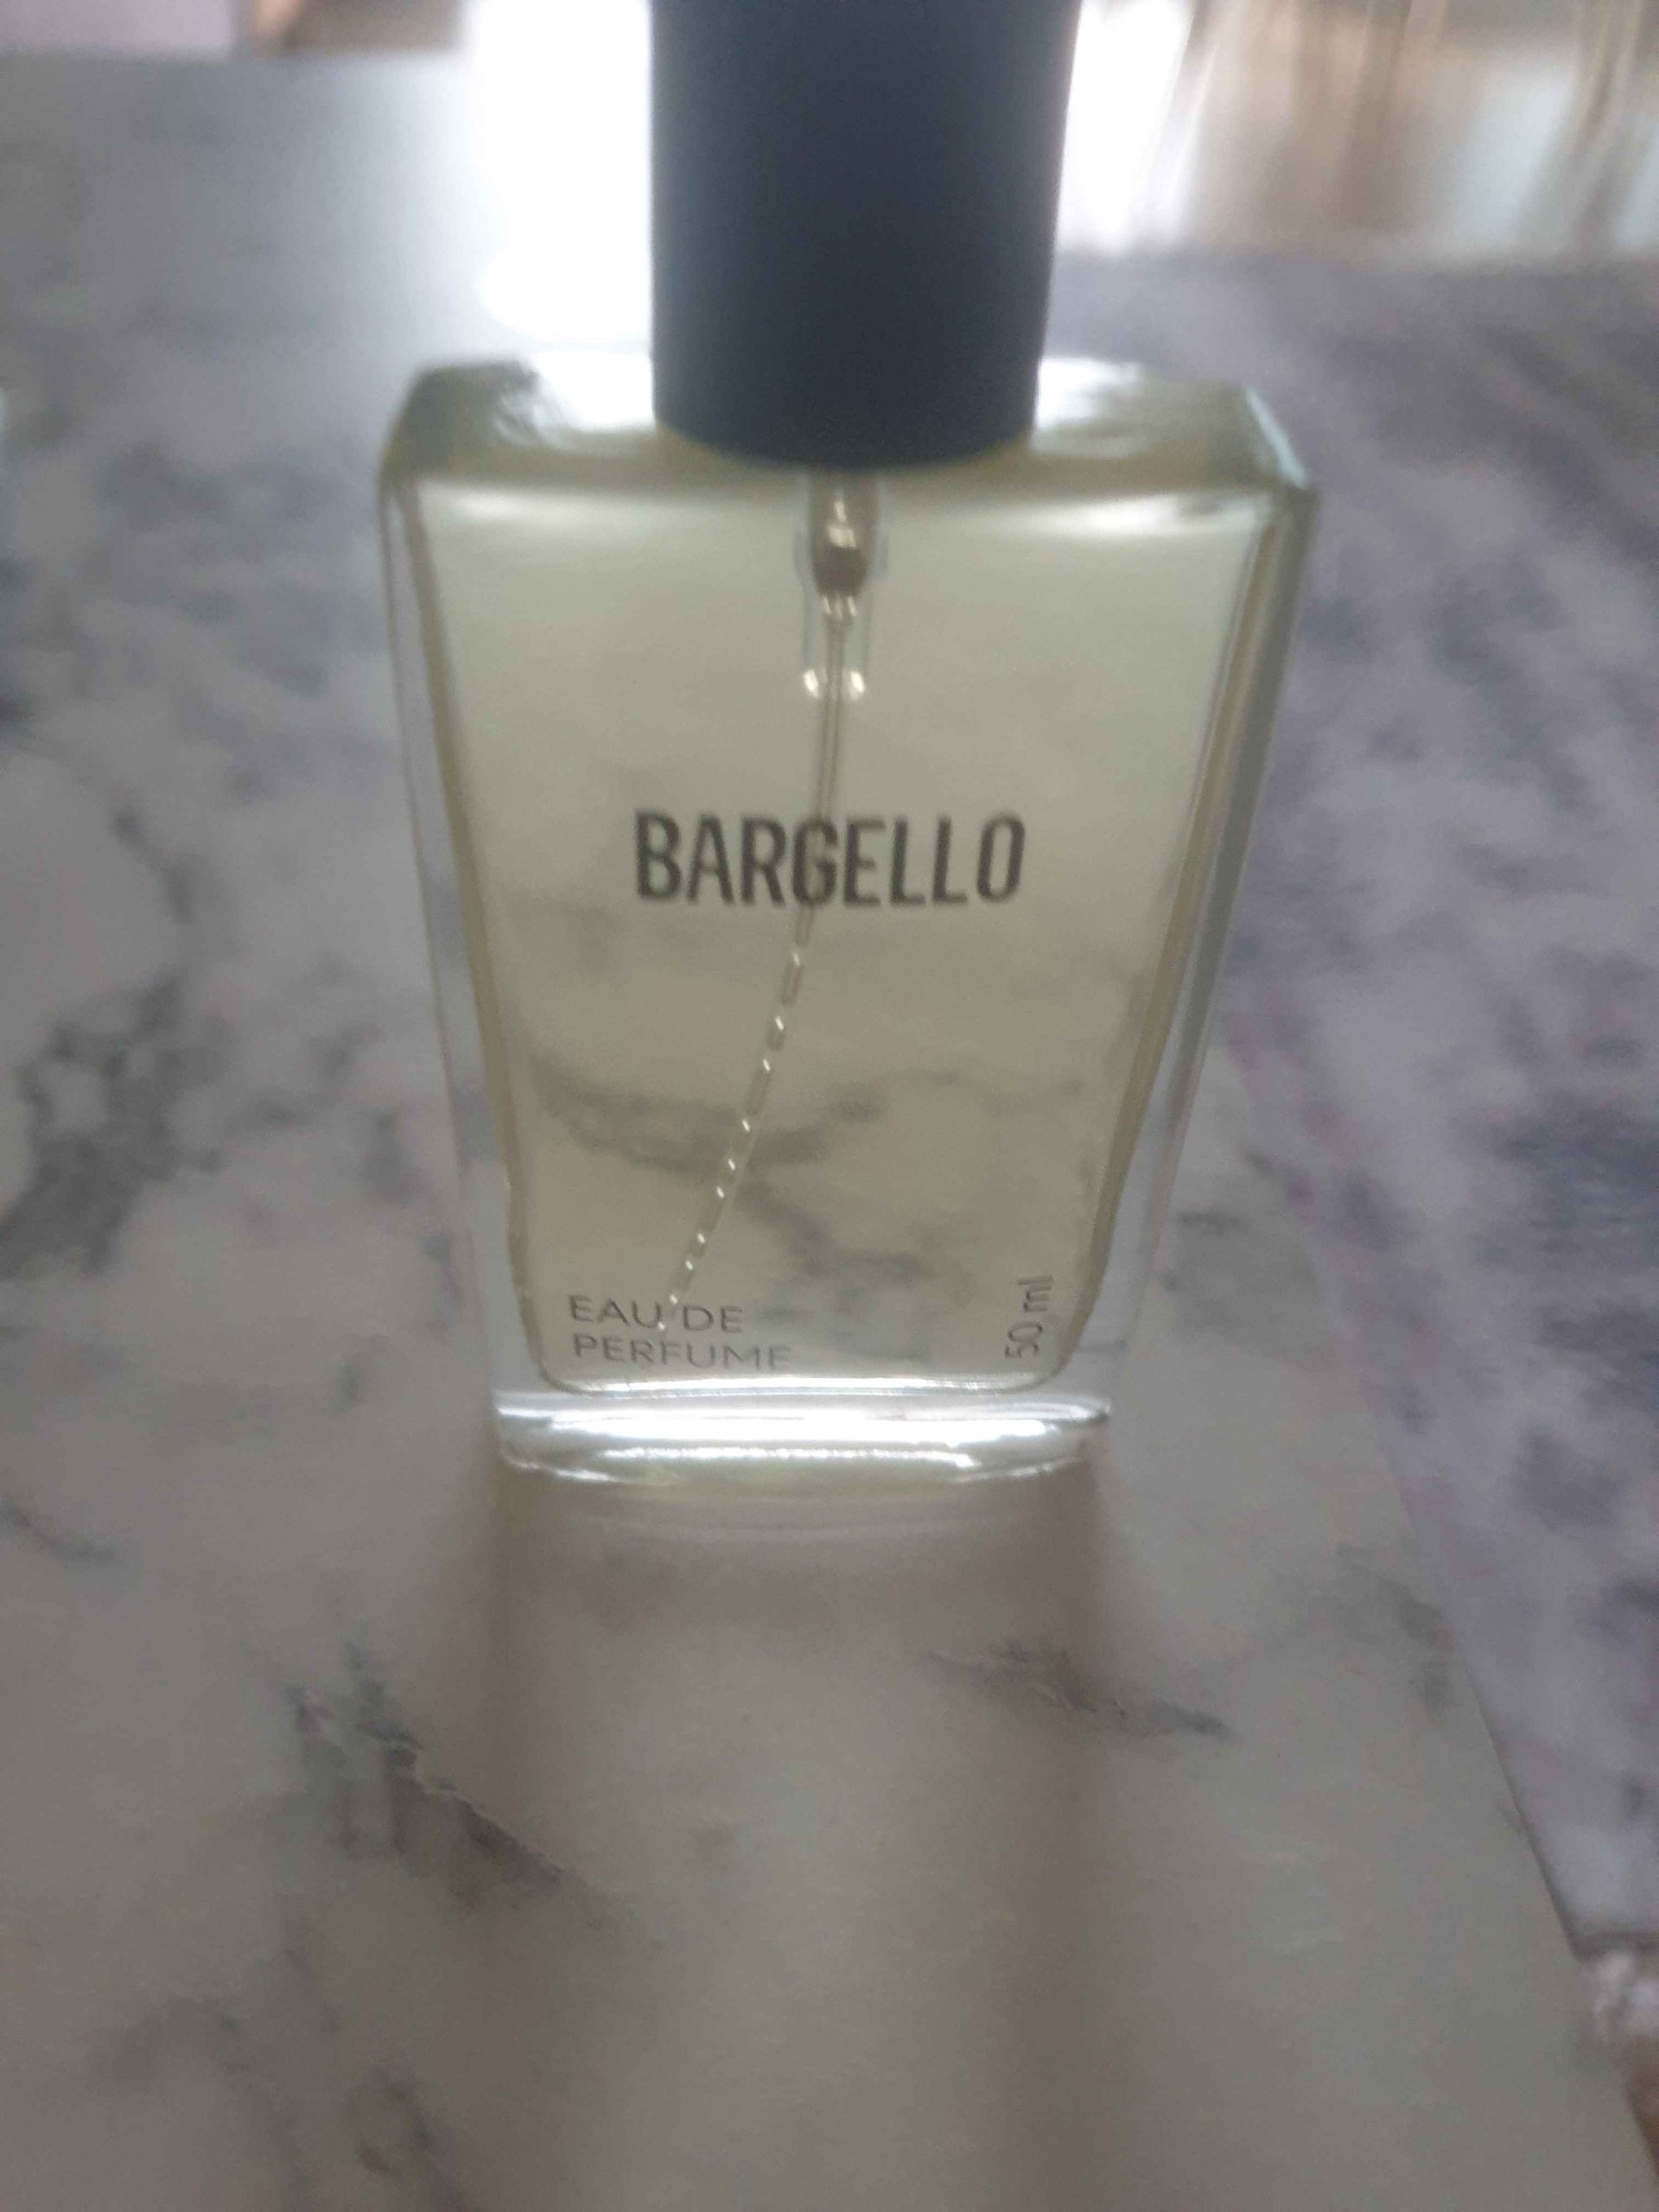 BARGELLO
EAU DE
PERFUME
50 ml